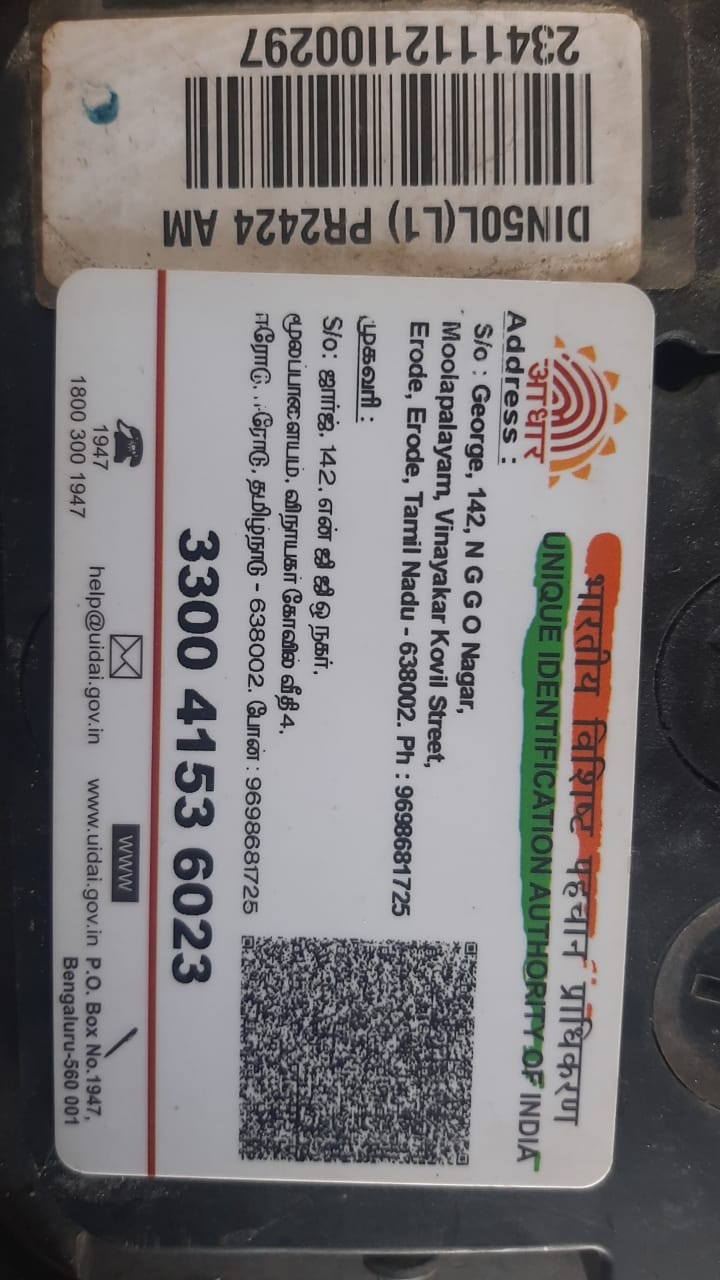 DIN50L(L1) PR2424 AM
23411121100297
आधार
भारतीय विशिष्ट पहचान प्राधिकरण
UNIQUE IDENTIFICATION AUTHORITY OF INDIA
Address :
S/o : George, 142, N G G O Nagar,
Moolapalayam, Vinayakar Kovil Street,
Erode, Erode, Tamil Nadu - 638002. Ph : 9698681725
முகவரி :
S/o: ஜார்ஜ், 142, என் ஜி ஜி ஓ நகர்,
மூலப்பாளையம், விநாயகர் கோவில் வீதி 4,
ஈரோடு, ஈரோடு, தமிழ்நாடு - 638002. போன் : 9698681725
3300 4153 6023
1947
1800 300 1947
help@uidai.gov.in
WWW
www.uidai.gov.in
P.O. Box No.1947,
Bengaluru-560 001